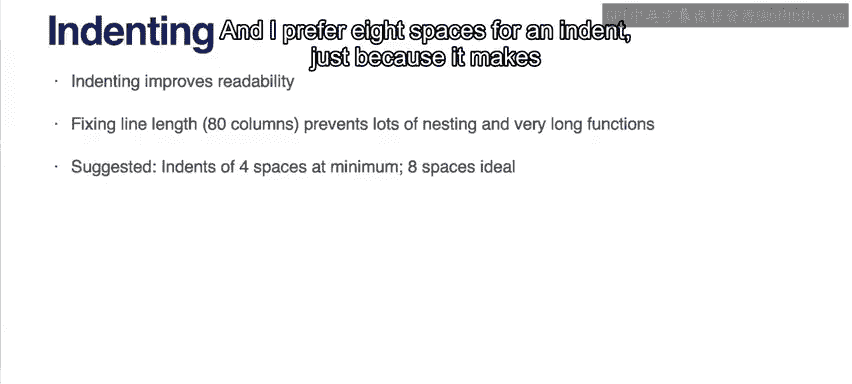 Indenting
And I prefer eight spaces for an indent,
just because it makes
· Indenting improves readability
· Fixing line length (80 columns) prevents lots of nesting and very long functions
· Suggested: Indents of 4 spaces at minimum; 8 spaces ideal